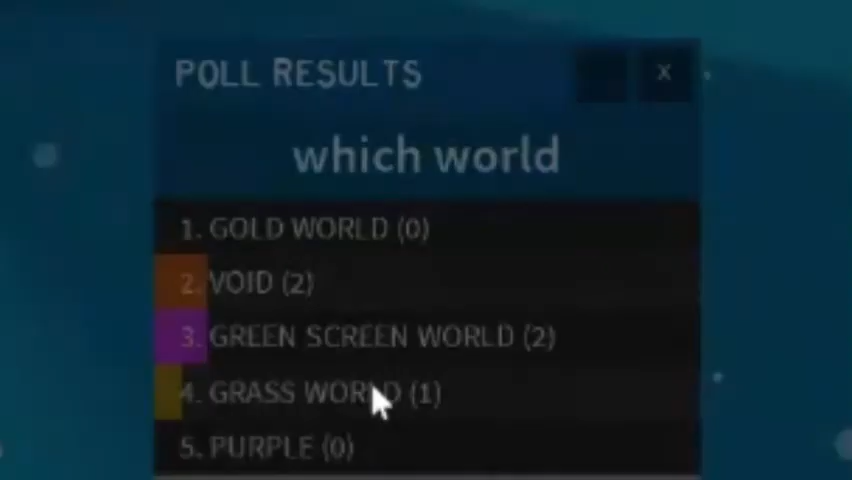 POLL RESULTS
X
which world
1. GOLD WORLD (0)
2. VOID (2)
3. GREEN SCREEN WORLD (2)
4. GRASS WORLD (1)
5. PURPLE (0)